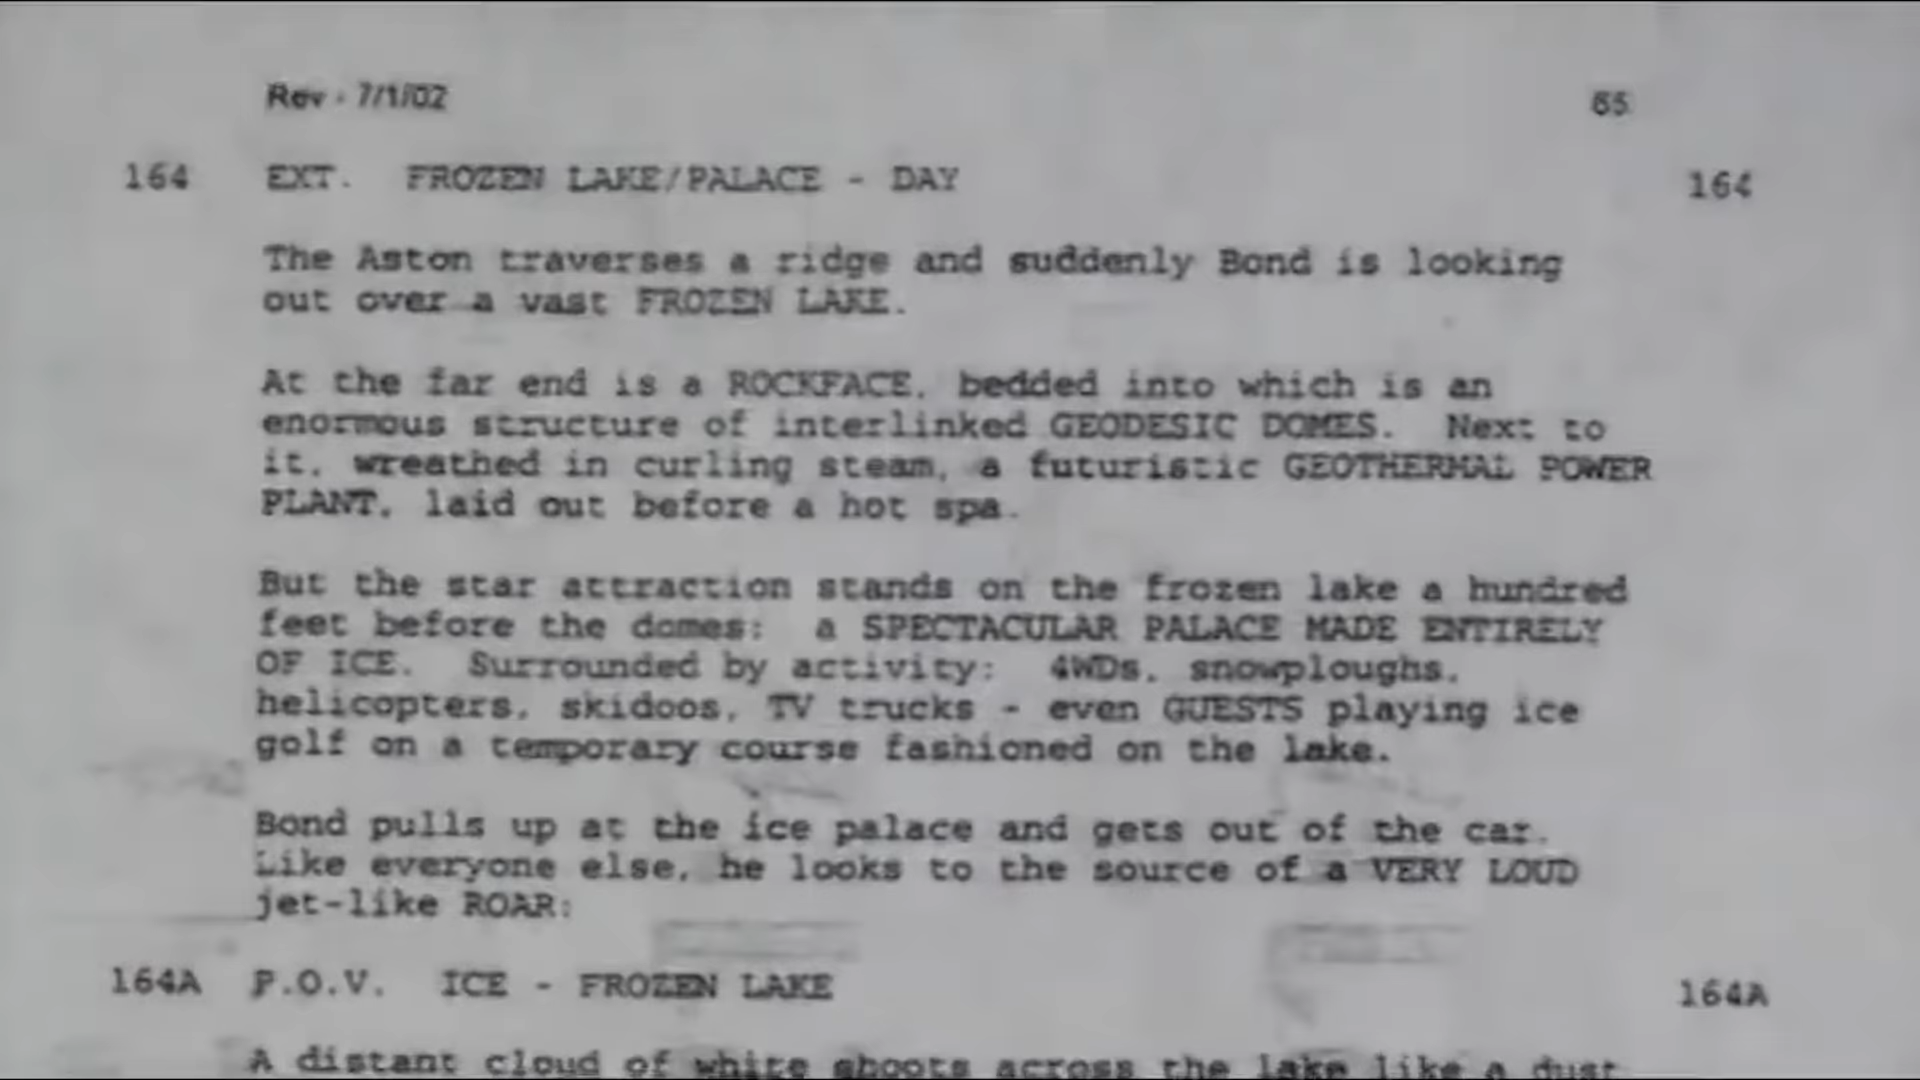 Rev - 7/1/02 65
164 EXT. FROZEN LAKE/PALACE - DAY 164
The Aston traverses a ridge and suddenly Bond is looking
out over a vast FROZEN LAKE.
At the far end is a ROCKFACE, bedded into which is an
enormous structure of interlinked GEODESIC DOMES. Next to
it, wreathed in curling steam, a futuristic GEOTHERMAL POWER
PLANT, laid out before a hot spa.
But the star attraction stands on the frozen lake a hundred
feet before the domes: a SPECTACULAR PALACE MADE ENTIRELY
OF ICE. Surrounded by activity: 4WDs, snowploughs,
helicopters, skidoos, TV trucks - even GUESTS playing ice
golf on a temporary course fashioned on the lake.
Bond pulls up at the ice palace and gets out of the car.
Like everyone else, he looks to the source of a VERY LOUD
jet-like ROAR:
164A P.O.V. ICE - FROZEN LAKE 164A
A distant cloud of white shoots across the lake like a dust